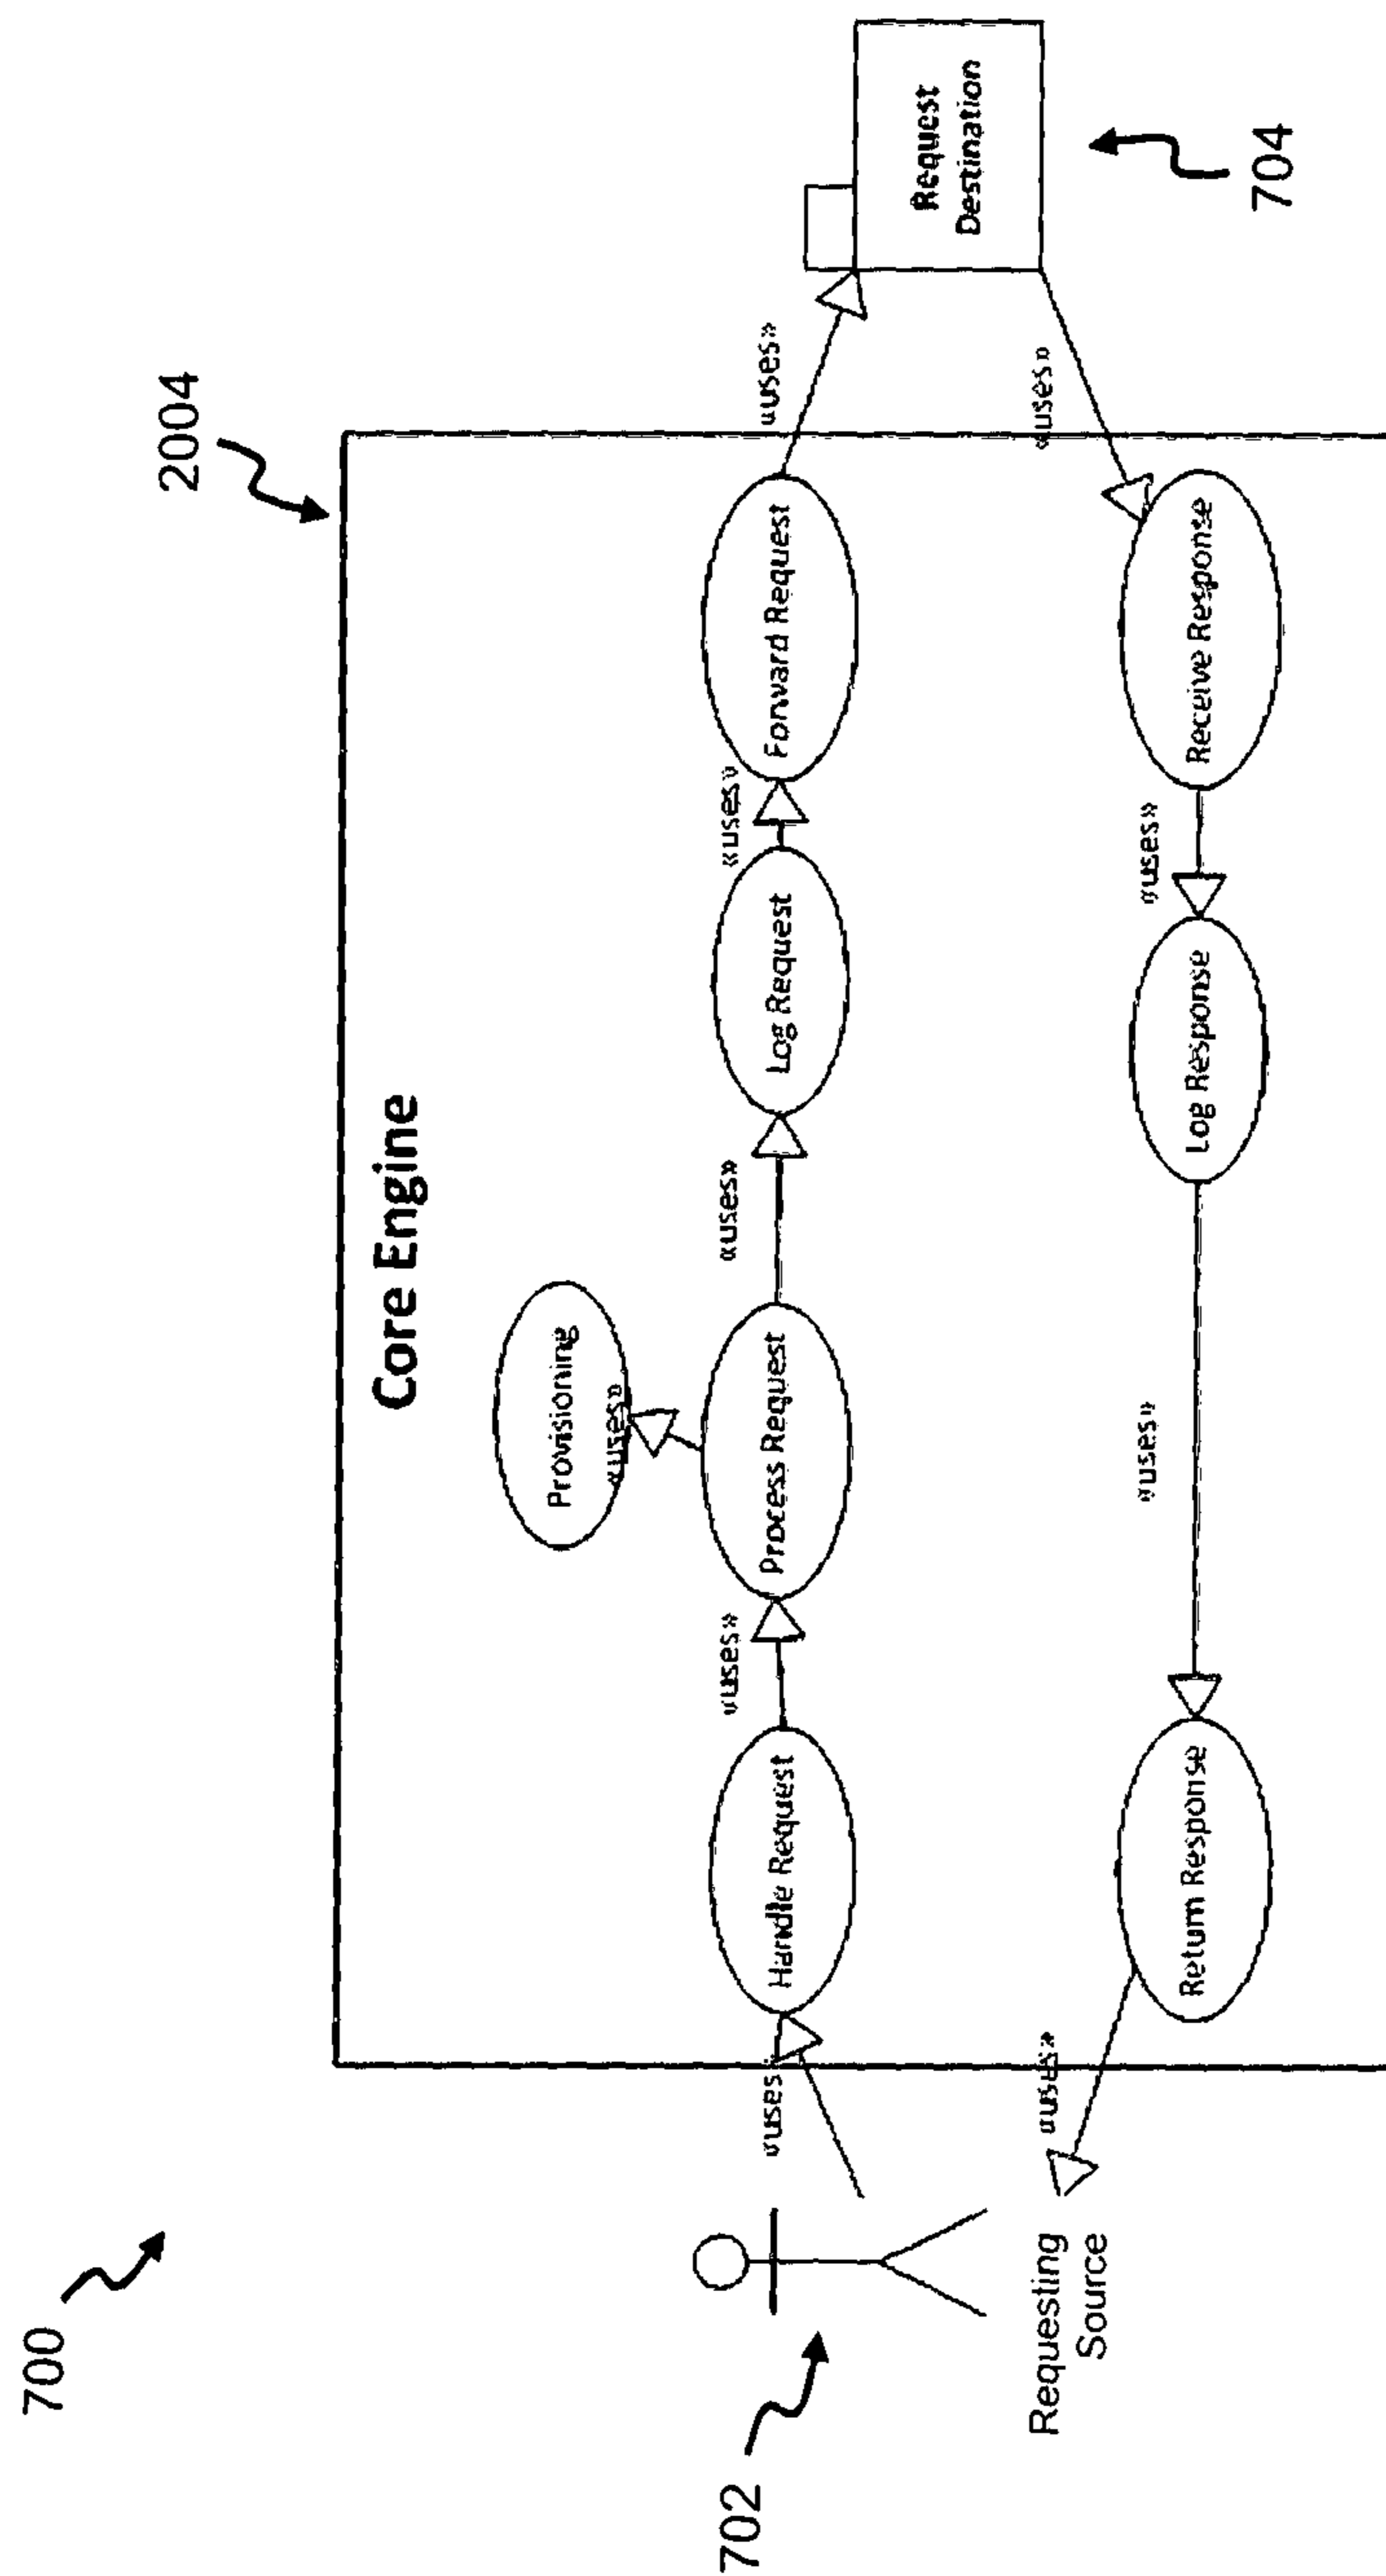 700
2004
Core Engine
Provisioning
«uses»
«uses»
Handle Request
«uses»
Process Request
«uses»
Log Request
«uses»
Forward Request
«uses»
Request
Destination
704
702
Requesting
Source
«uses»
Return Response
«uses»
Log Response
«uses»
Receive Response
«uses»